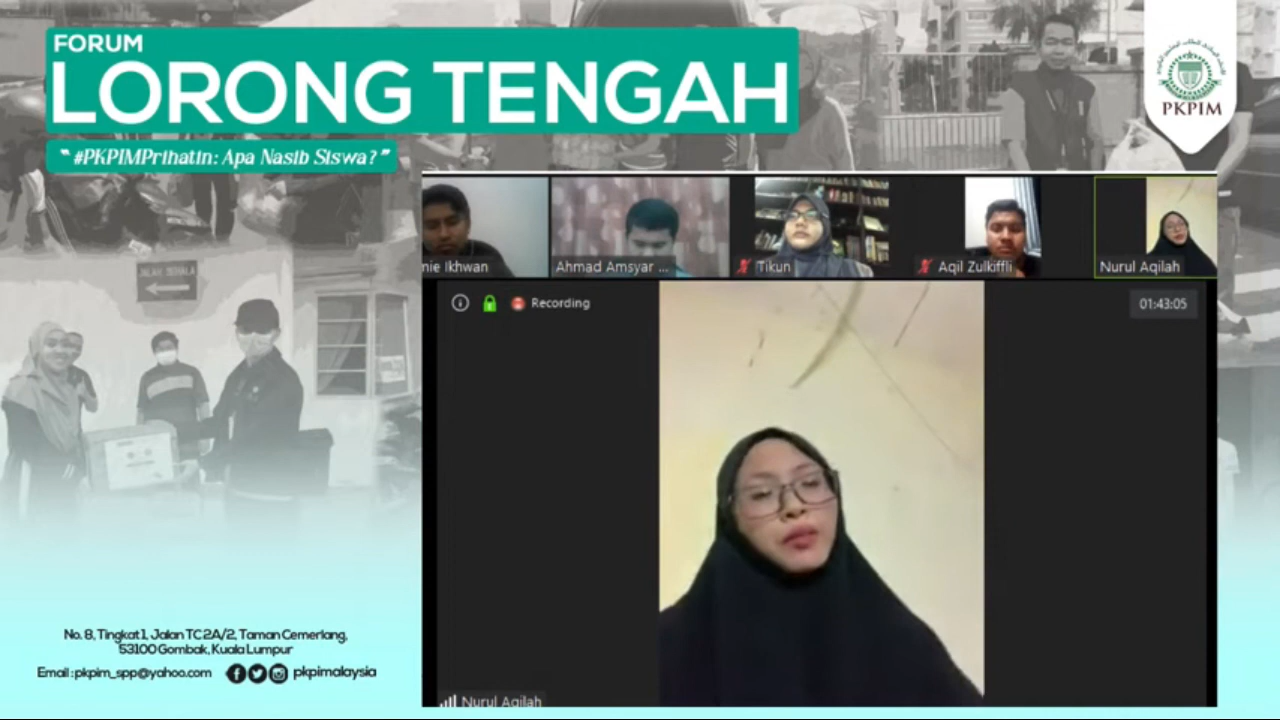 FORUM
LORONG TENGAH
" #PKPIMPrihatin: Apa Nasib Siswa? "
PKPIM
JALAN
nie Ikhwan
Ahmad Amsyar ...
Tikun
Aqil Zulkiffli
Nurul Aqilah
Recording
01:43:05
Nurul Aqilah
No. 8, Tingkat 1, Jalan TC 2A/2, Taman Cemerlang,
53100 Gombak, Kuala Lumpur
Email : pkpim_spp@yahoo.com
pkpimalaysia